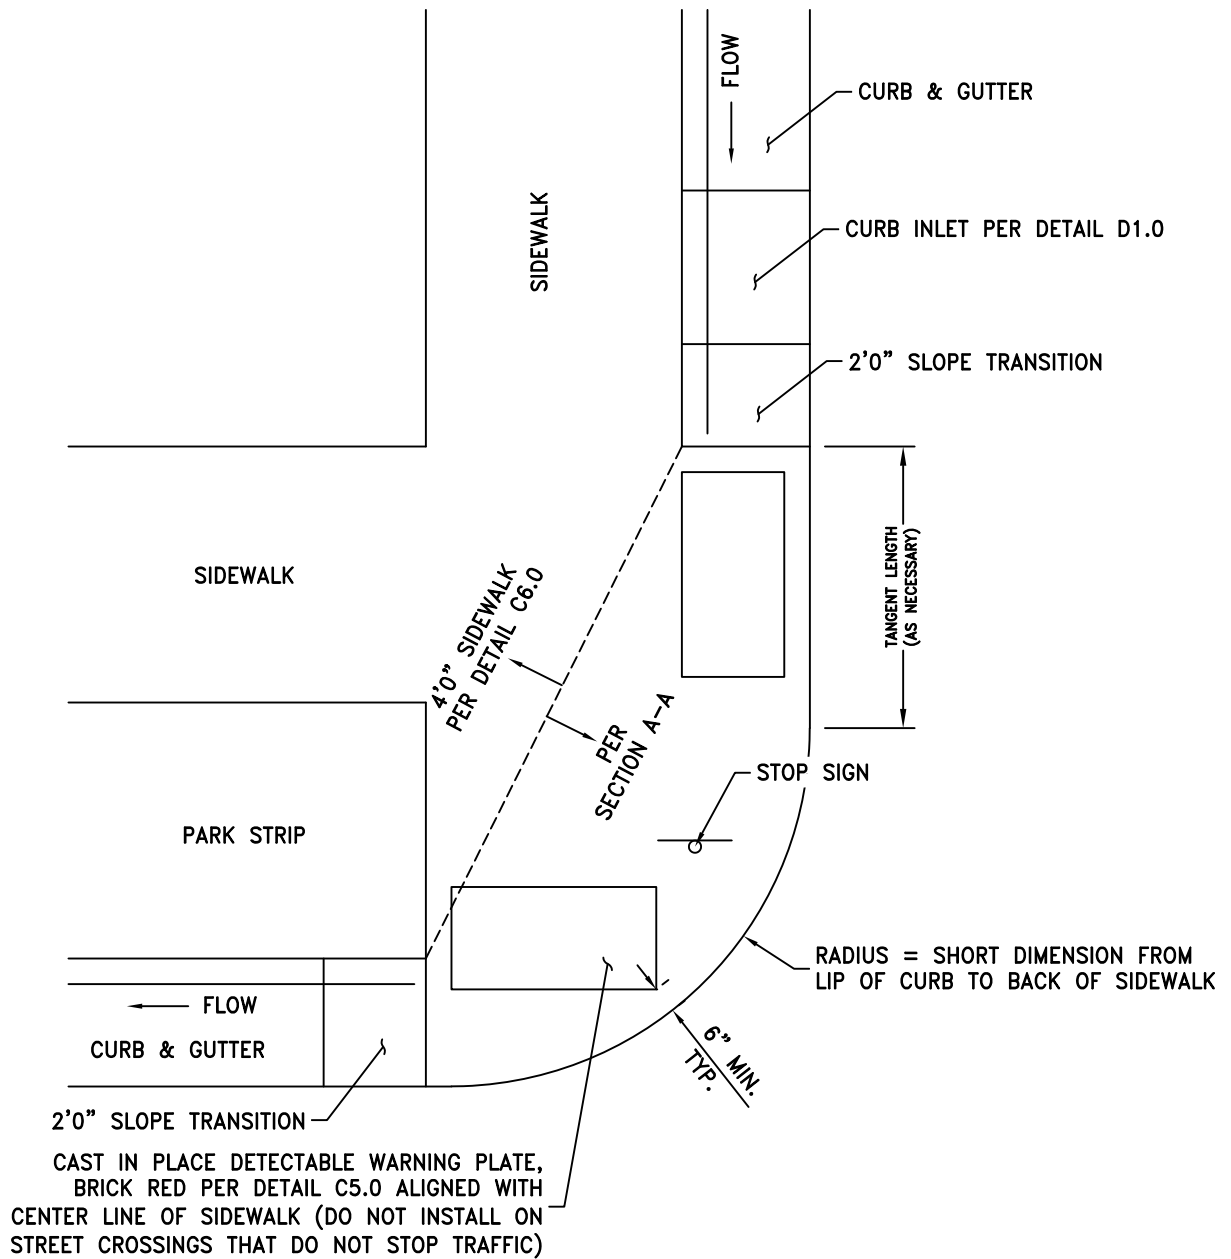 FLOW
CURB & GUTTER
SIDEWALK
CURB INLET PER DETAIL D1.0
2'0" SLOPE TRANSITION
SIDEWALK
4'0" SIDEWALK
PER DETAIL C6.0
TANGENT LENGTH
(AS NECESSARY)
PER
SECTION A-A
STOP SIGN
PARK STRIP
RADIUS = SHORT DIMENSION FROM
LIP OF CURB TO BACK OF SIDEWALK
FLOW
CURB & GUTTER
6" MIN.
TYP.
2'0" SLOPE TRANSITION
CAST IN PLACE DETECTABLE WARNING PLATE,
BRICK RED PER DETAIL C5.0 ALIGNED WITH
CENTER LINE OF SIDEWALK (DO NOT INSTALL ON
STREET CROSSINGS THAT DO NOT STOP TRAFFIC)